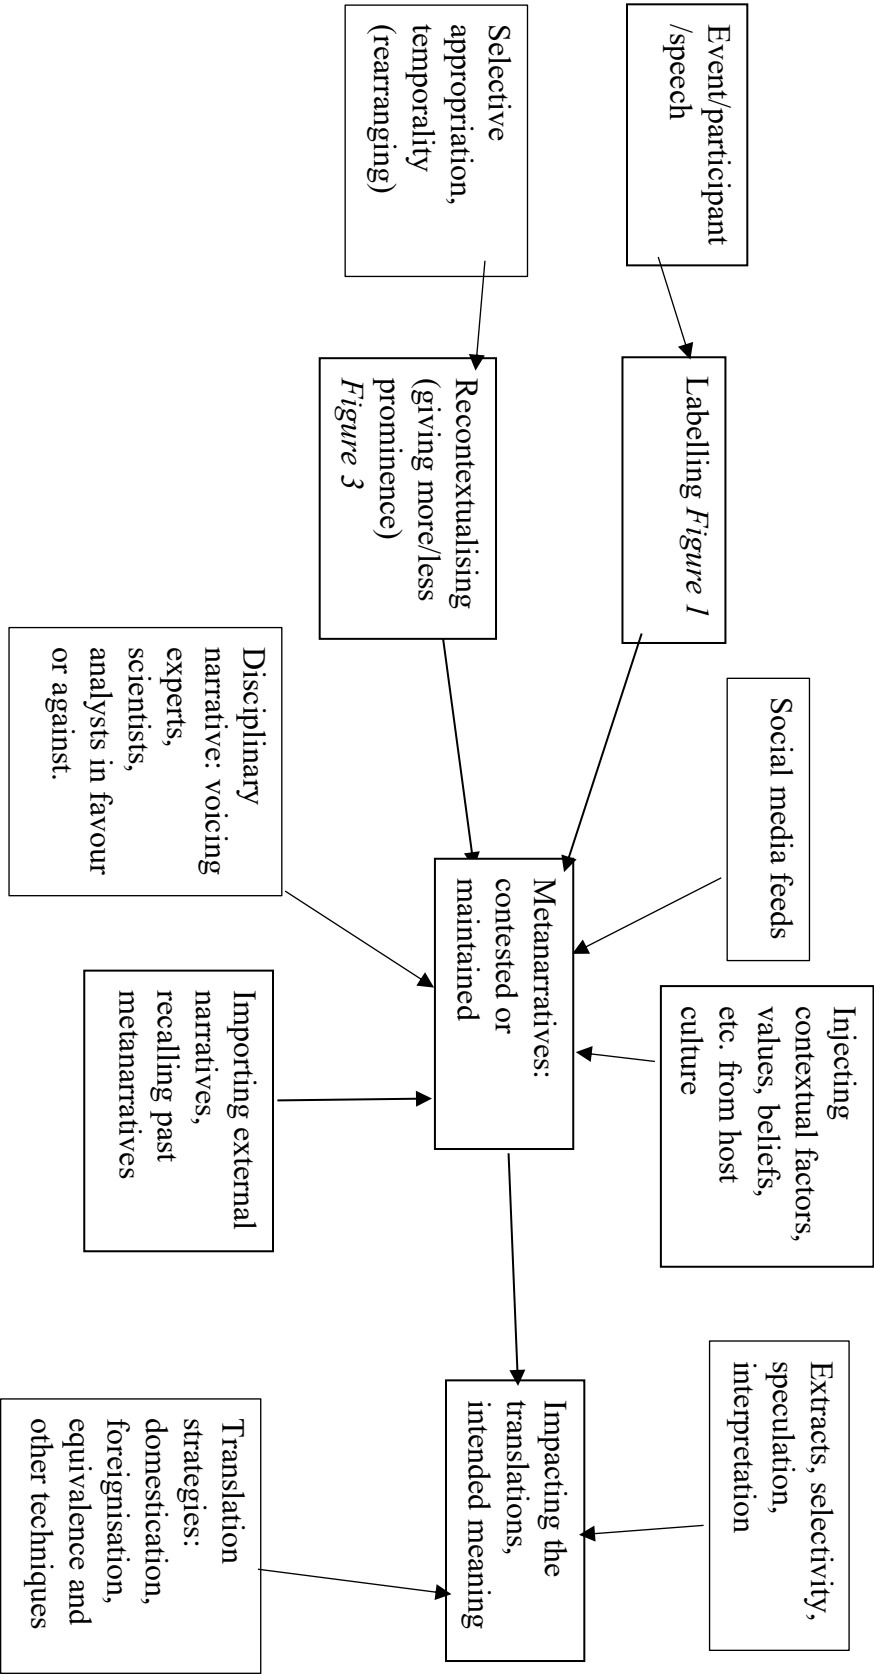 Event/participant
/speech
Labelling Figure 1
Social media feeds
Injecting
contextual factors,
values, beliefs,
etc. from host
culture
Extracts, selectivity,
speculation,
interpretation
Selective
appropriation,
temporality
(rearranging)
Recontextualising
(giving more/less
prominence)
Figure 3
Metanarratives:
contested or
maintained
Impacting the
translations,
intended meaning
Disciplinary
narrative: voicing
experts,
scientists,
analysts in favour
or against.
Importing external
narratives,
recalling past
metanarratives
Translation
strategies:
domestication,
foreignisation,
equivalence and
other techniques